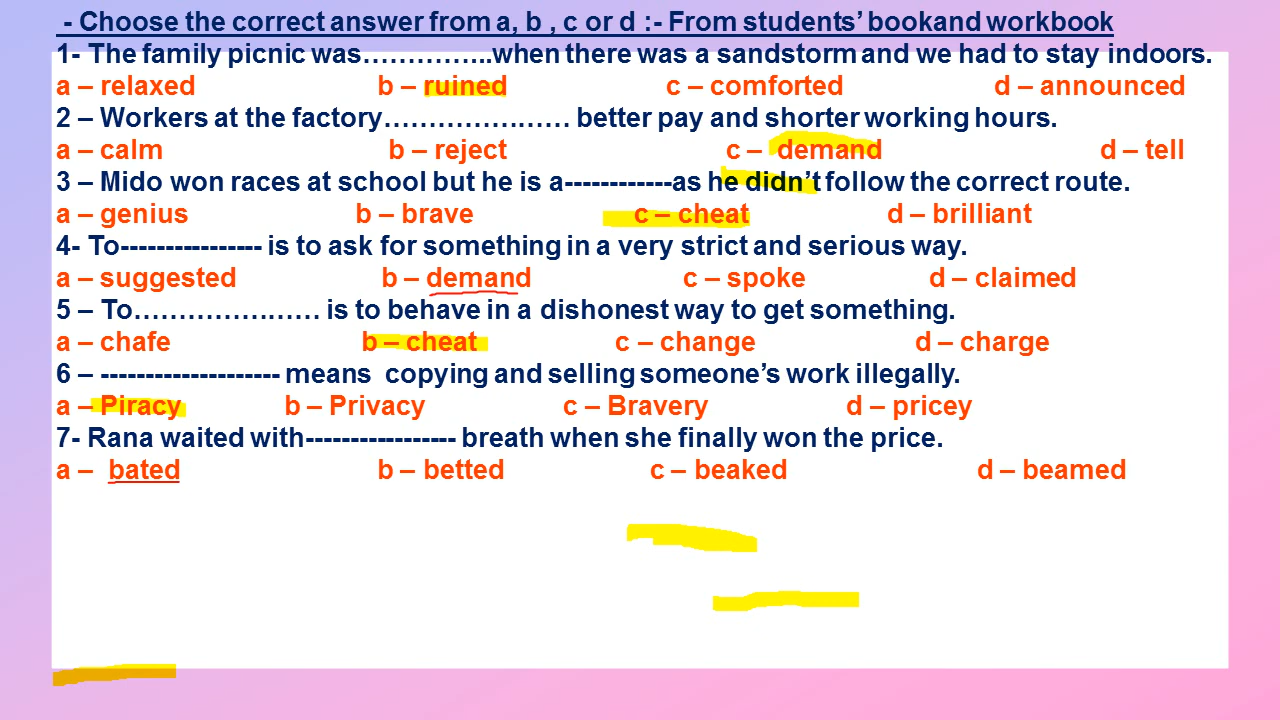 - Choose the correct answer from a, b , c or d :- From students’ bookand workbook
1- The family picnic was…………...when there was a sandstorm and we had to stay indoors.
a – relaxed b – ruined c – comforted d – announced
2 – Workers at the factory………………… better pay and shorter working hours.
a – calm b – reject c – demand d – tell
3 – Mido won races at school but he is a------------as he didn’t follow the correct route.
a – genius b – brave c – cheat d – brilliant
4- To---------------- is to ask for something in a very strict and serious way.
a – suggested b – demand c – spoke d – claimed
5 – To………………… is to behave in a dishonest way to get something.
a – chafe b – cheat c – change d – charge
6 – -------------------- means copying and selling someone’s work illegally.
a – Piracy b – Privacy c – Bravery d – pricey
7- Rana waited with----------------- breath when she finally won the price.
a – bated b – betted c – beaked d – beamed